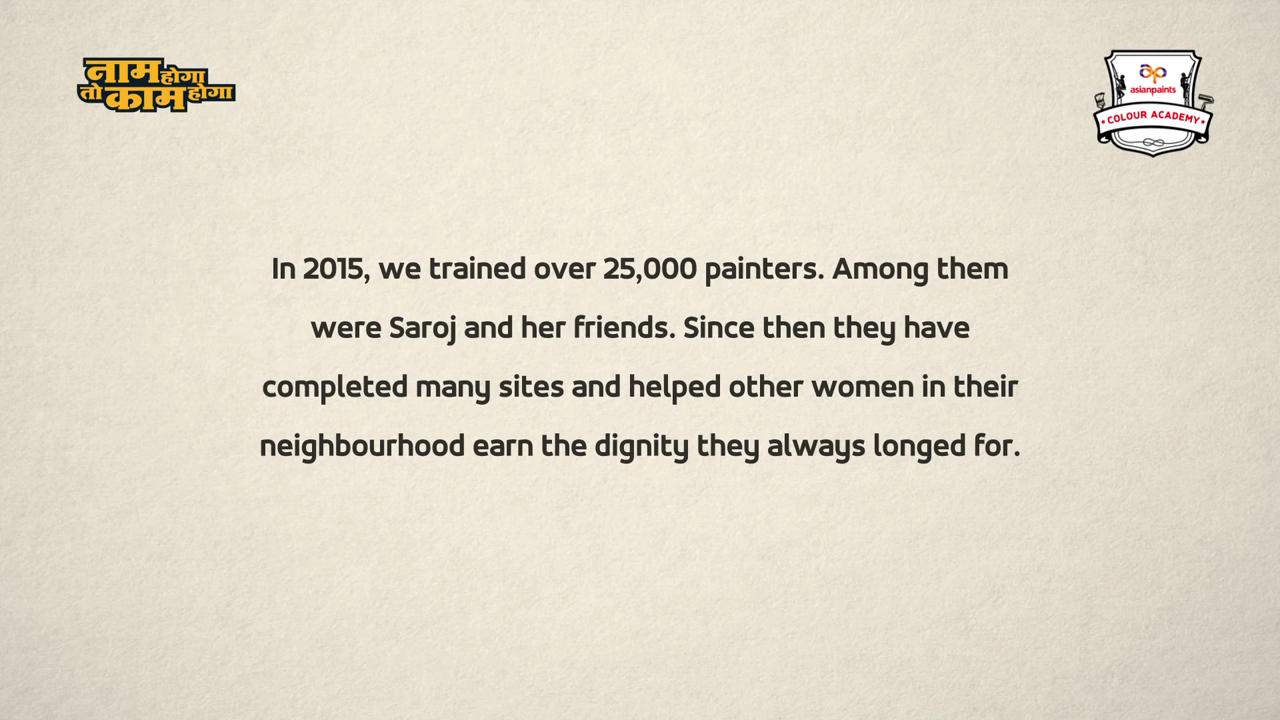 नाम होगा
तो काम होगा
ap
asianpaints
• COLOUR ACADEMY •
In 2015, we trained over 25,000 painters. Among them
were Saroj and her friends. Since then they have
completed many sites and helped other women in their
neighbourhood earn the dignity they always longed for.